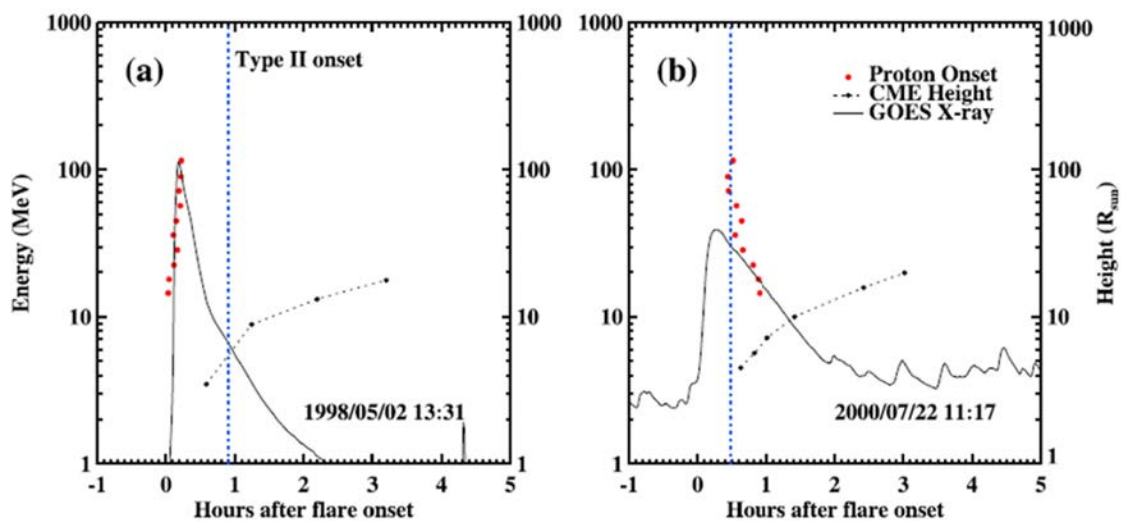 (a)
Type II onset
1998/05/02 13:31
Energy (MeV)
1000
100
10
1
1000
100
10
1
-1 0 1 2 3 4 5
Hours after flare onset
(b)
Proton Onset
CME Height
GOES X-ray
2000/07/22 11:17
1000
100
10
1
1000
100
10
1
Height (R_sun)
-1 0 1 2 3 4 5
Hours after flare onset